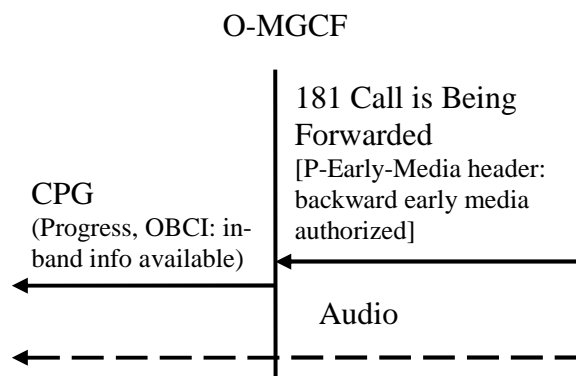 O-MGCF
181 Call is Being
Forwarded
[P-Early-Media header:
backward early media
authorized]
CPG
(Progress, OBCI: in-
band info available)
Audio